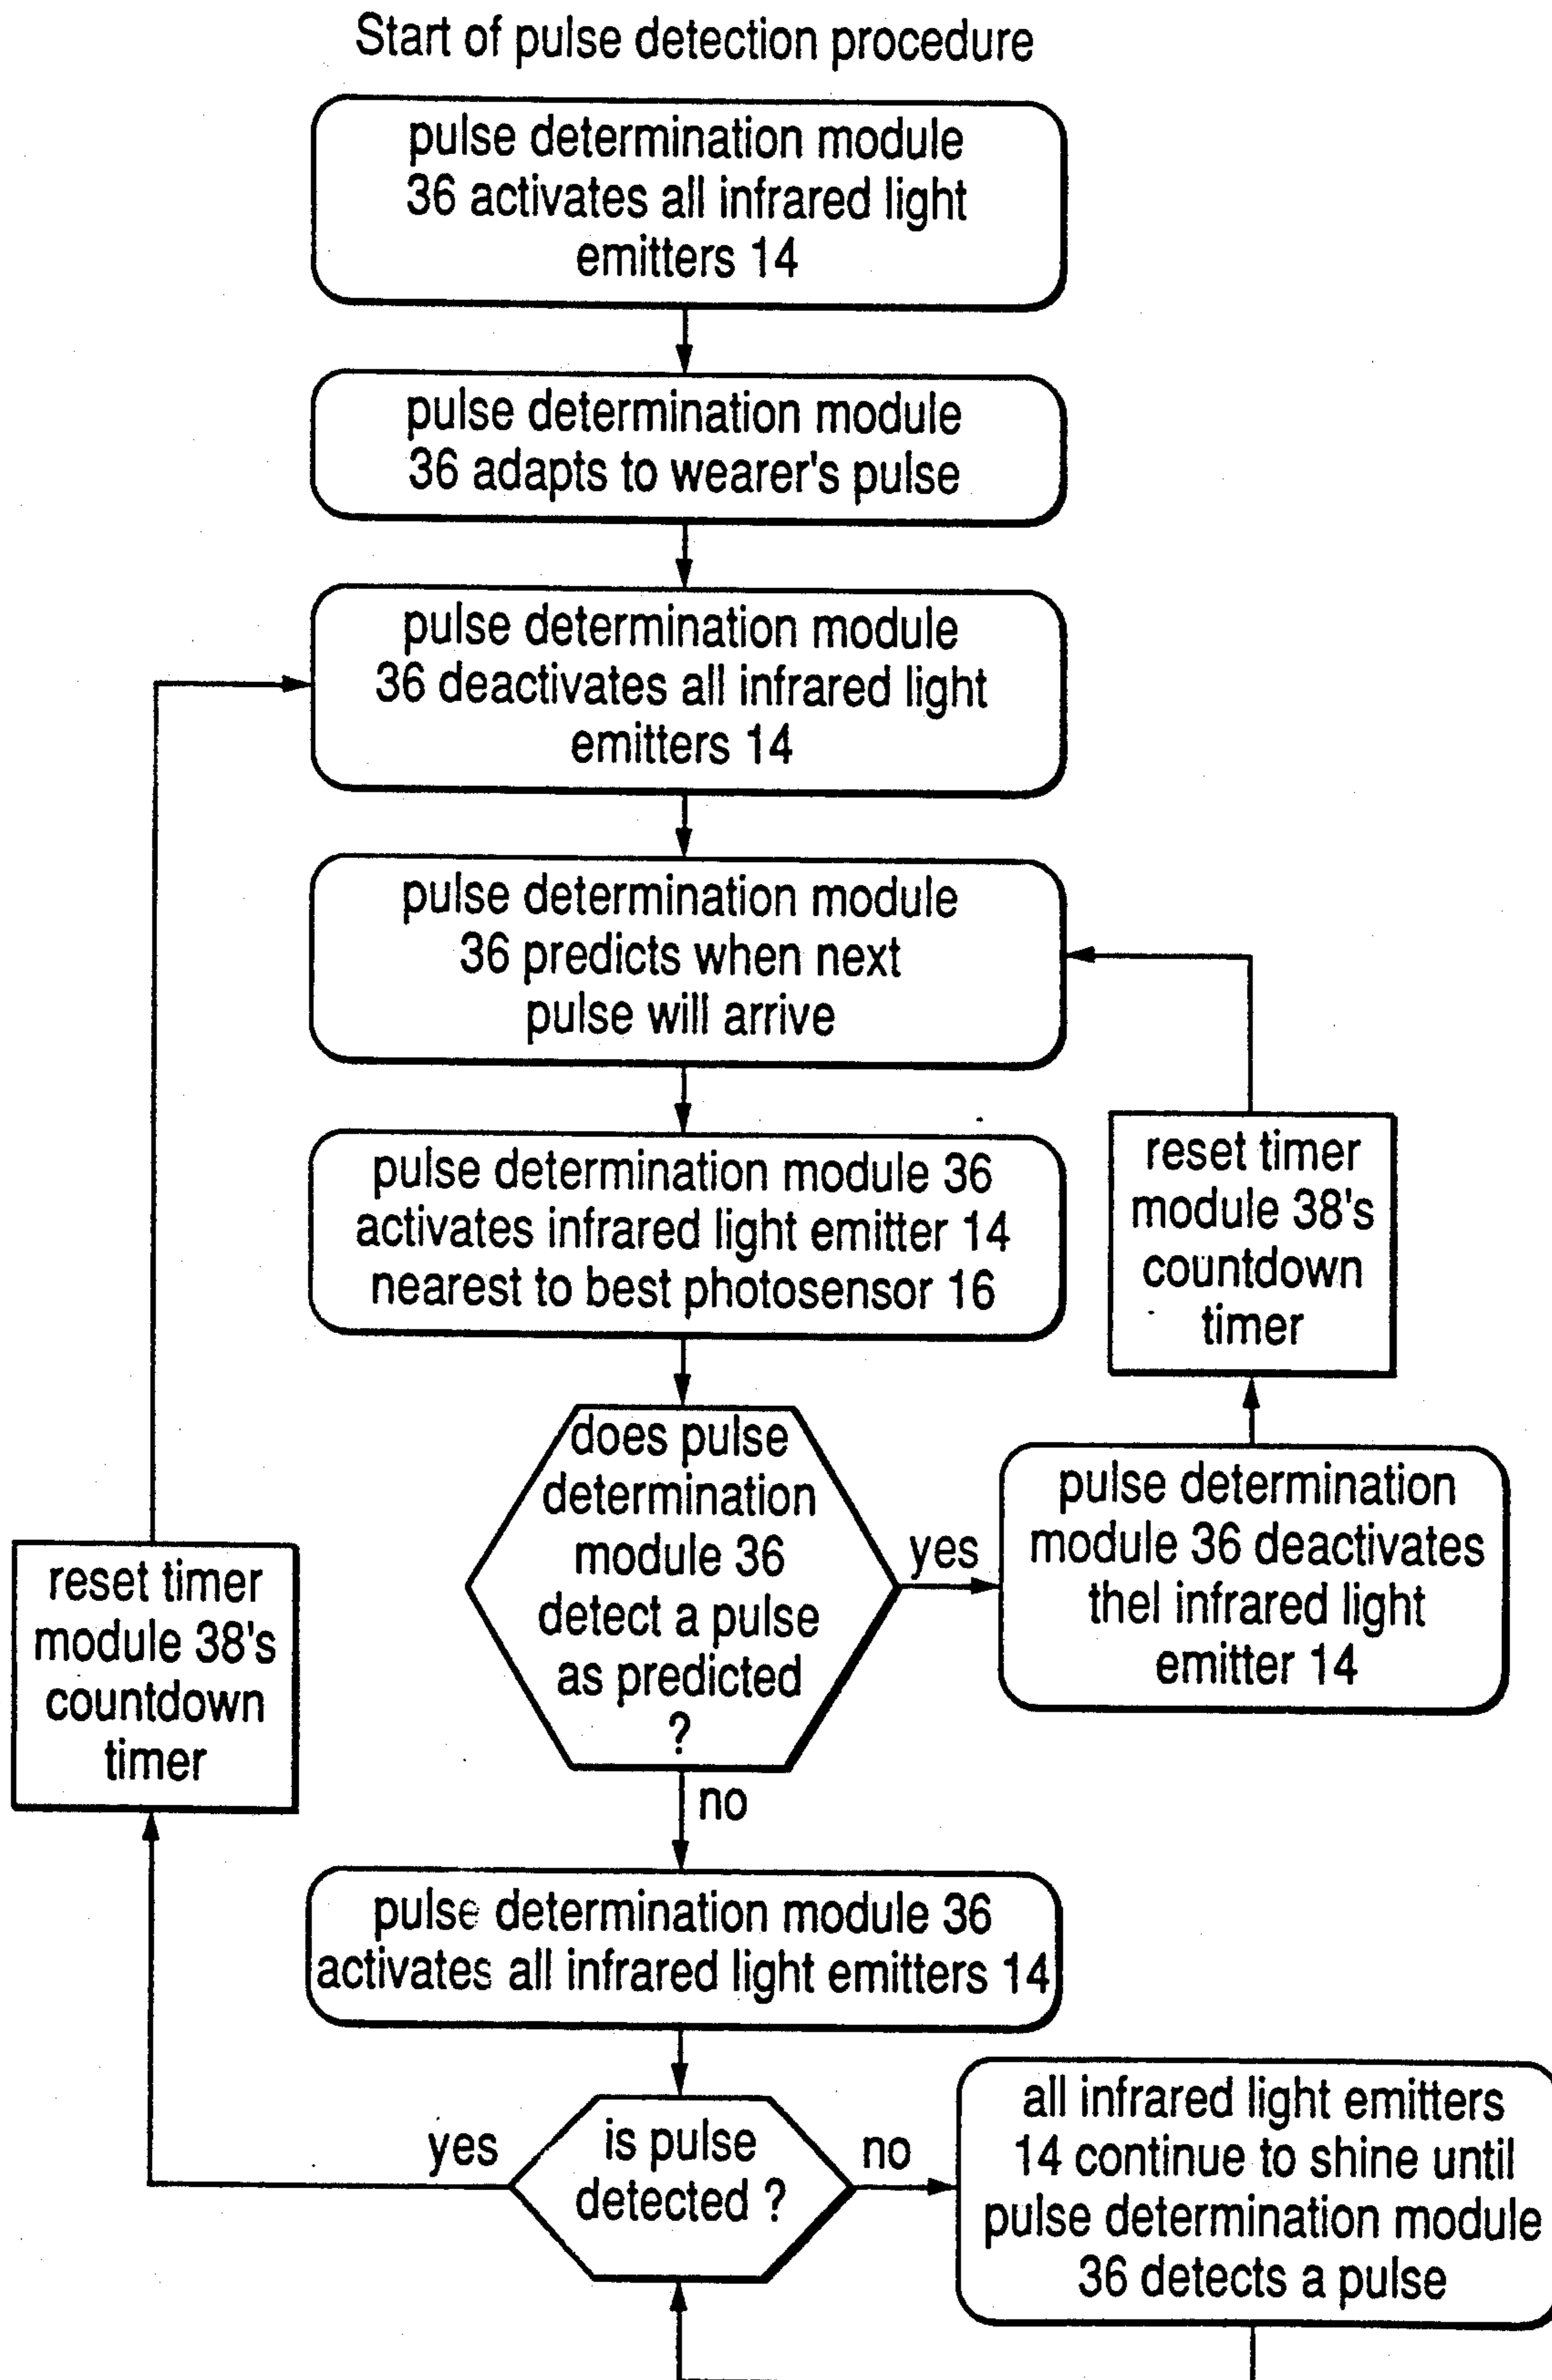 Start of pulse detection procedure
pulse determination module
36 activates all infrared light
emitters 14
pulse determination module
36 adapts to wearer's pulse
pulse determination module
36 deactivates all infrared light
emitters 14
pulse determination module
36 predicts when next
pulse will arrive
pulse determination module 36
activates infrared light emitter 14
nearest to best photosensor 16
does pulse
determination
module 36
detect a pulse
as predicted
?
yes
pulse determination
module 36 deactivates
thel infrared light
emitter 14
reset timer
module 38's
countdown
timer
no
pulse determination module 36
activates all infrared light emitters 14
is pulse
detected ?
yes
reset timer
module 38's
countdown
timer
no
all infrared light emitters
14 continue to shine until
pulse determination module
36 detects a pulse